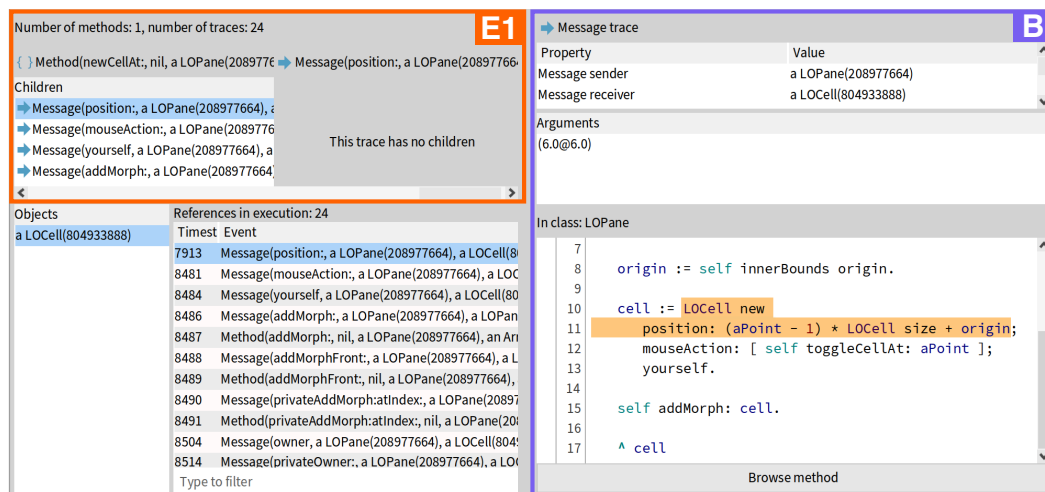 Number of methods: 1, number of traces: 24
E1
{ } Method(newCellAt:, nil, a LOPane(2089776
Message(position:, a LOPane(20897766
Children
Message(position:, a LOPane(208977664), a
Message(mouseAction:, a LOPane(2089776
Message(yourself, a LOPane(208977664), a
Message(addMorph:, a LOPane(208977664
This trace has no children
Objects
a LOCell(804933888)
References in execution: 24
Timest Event
7913 Message(position:, a LOPane(208977664), a LOCell(8
8481 Message(mouseAction:, a LOPane(208977664), a LOC
8484 Message(yourself, a LOPane(208977664), a LOCell(80
8486 Message(addMorph:, a LOPane(208977664), a LOPan
8487 Method(addMorph:, nil, a LOPane(208977664), an Arr
8488 Message(addMorphFront:, a LOPane(208977664), a L
8489 Method(addMorphFront:, nil, a LOPane(208977664),
8490 Message(privateAddMorph:atIndex:, a LOPane(20897
8491 Method(privateAddMorph:atIndex:, nil, a LOPane(20
8504 Message(owner, a LOPane(208977664), a LOCell(8049
8514 Message(privateOwner:, a LOPane(208977664), a LO
Type to filter
Message trace
B
Property Value
Message sender a LOPane(208977664)
Message receiver a LOCell(804933888)
Arguments
(6.0@6.0)
In class: LOPane
7
8 origin := self innerBounds origin.
9
10 cell := LOCell new
11 position: (aPoint - 1) * LOCell size + origin;
12 mouseAction: [ self toggleCellAt: aPoint ];
13 yourself.
14
15 self addMorph: cell.
16
17 ^ cell
Browse method